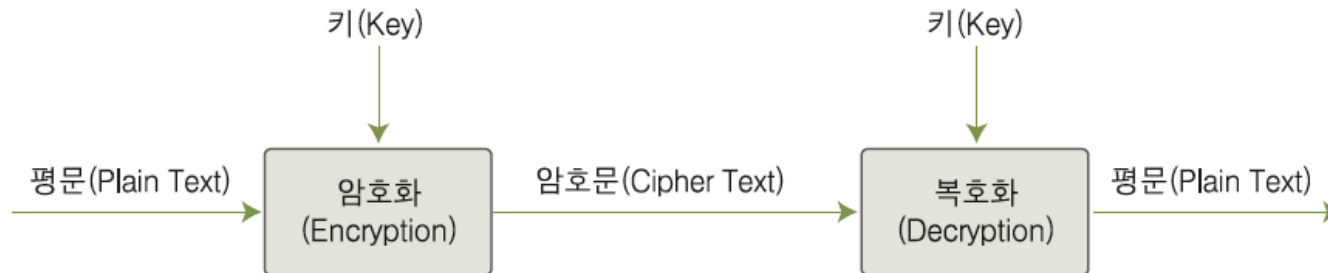 키(Key)
키(Key)
평문(Plain Text)
암호화
(Encryption)
암호문(Cipher Text)
복호화
(Decryption)
평문(Plain Text)